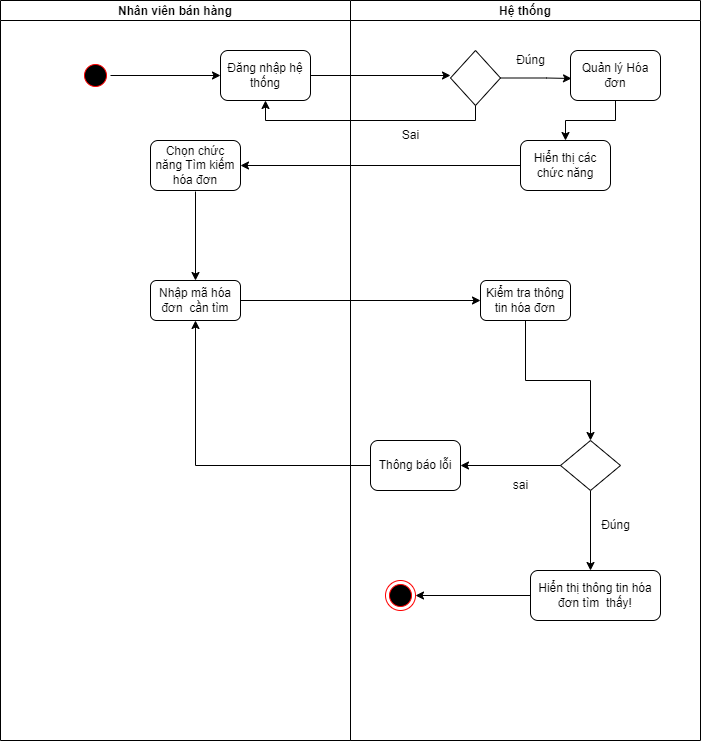 Nhân viên bán hàng
Hệ thống
Đăng nhập hệ
thống
Đúng
Quản lý Hóa
đơn
Sai
Chọn chức
năng Tìm kiếm
hóa đơn
Hiển thị các
chức năng
Nhập mã hóa
đơn cần tìm
Kiểm tra thông
tin hóa đơn
Thông báo lỗi
sai
Đúng
Hiển thị thông tin hóa
đơn tìm thấy!